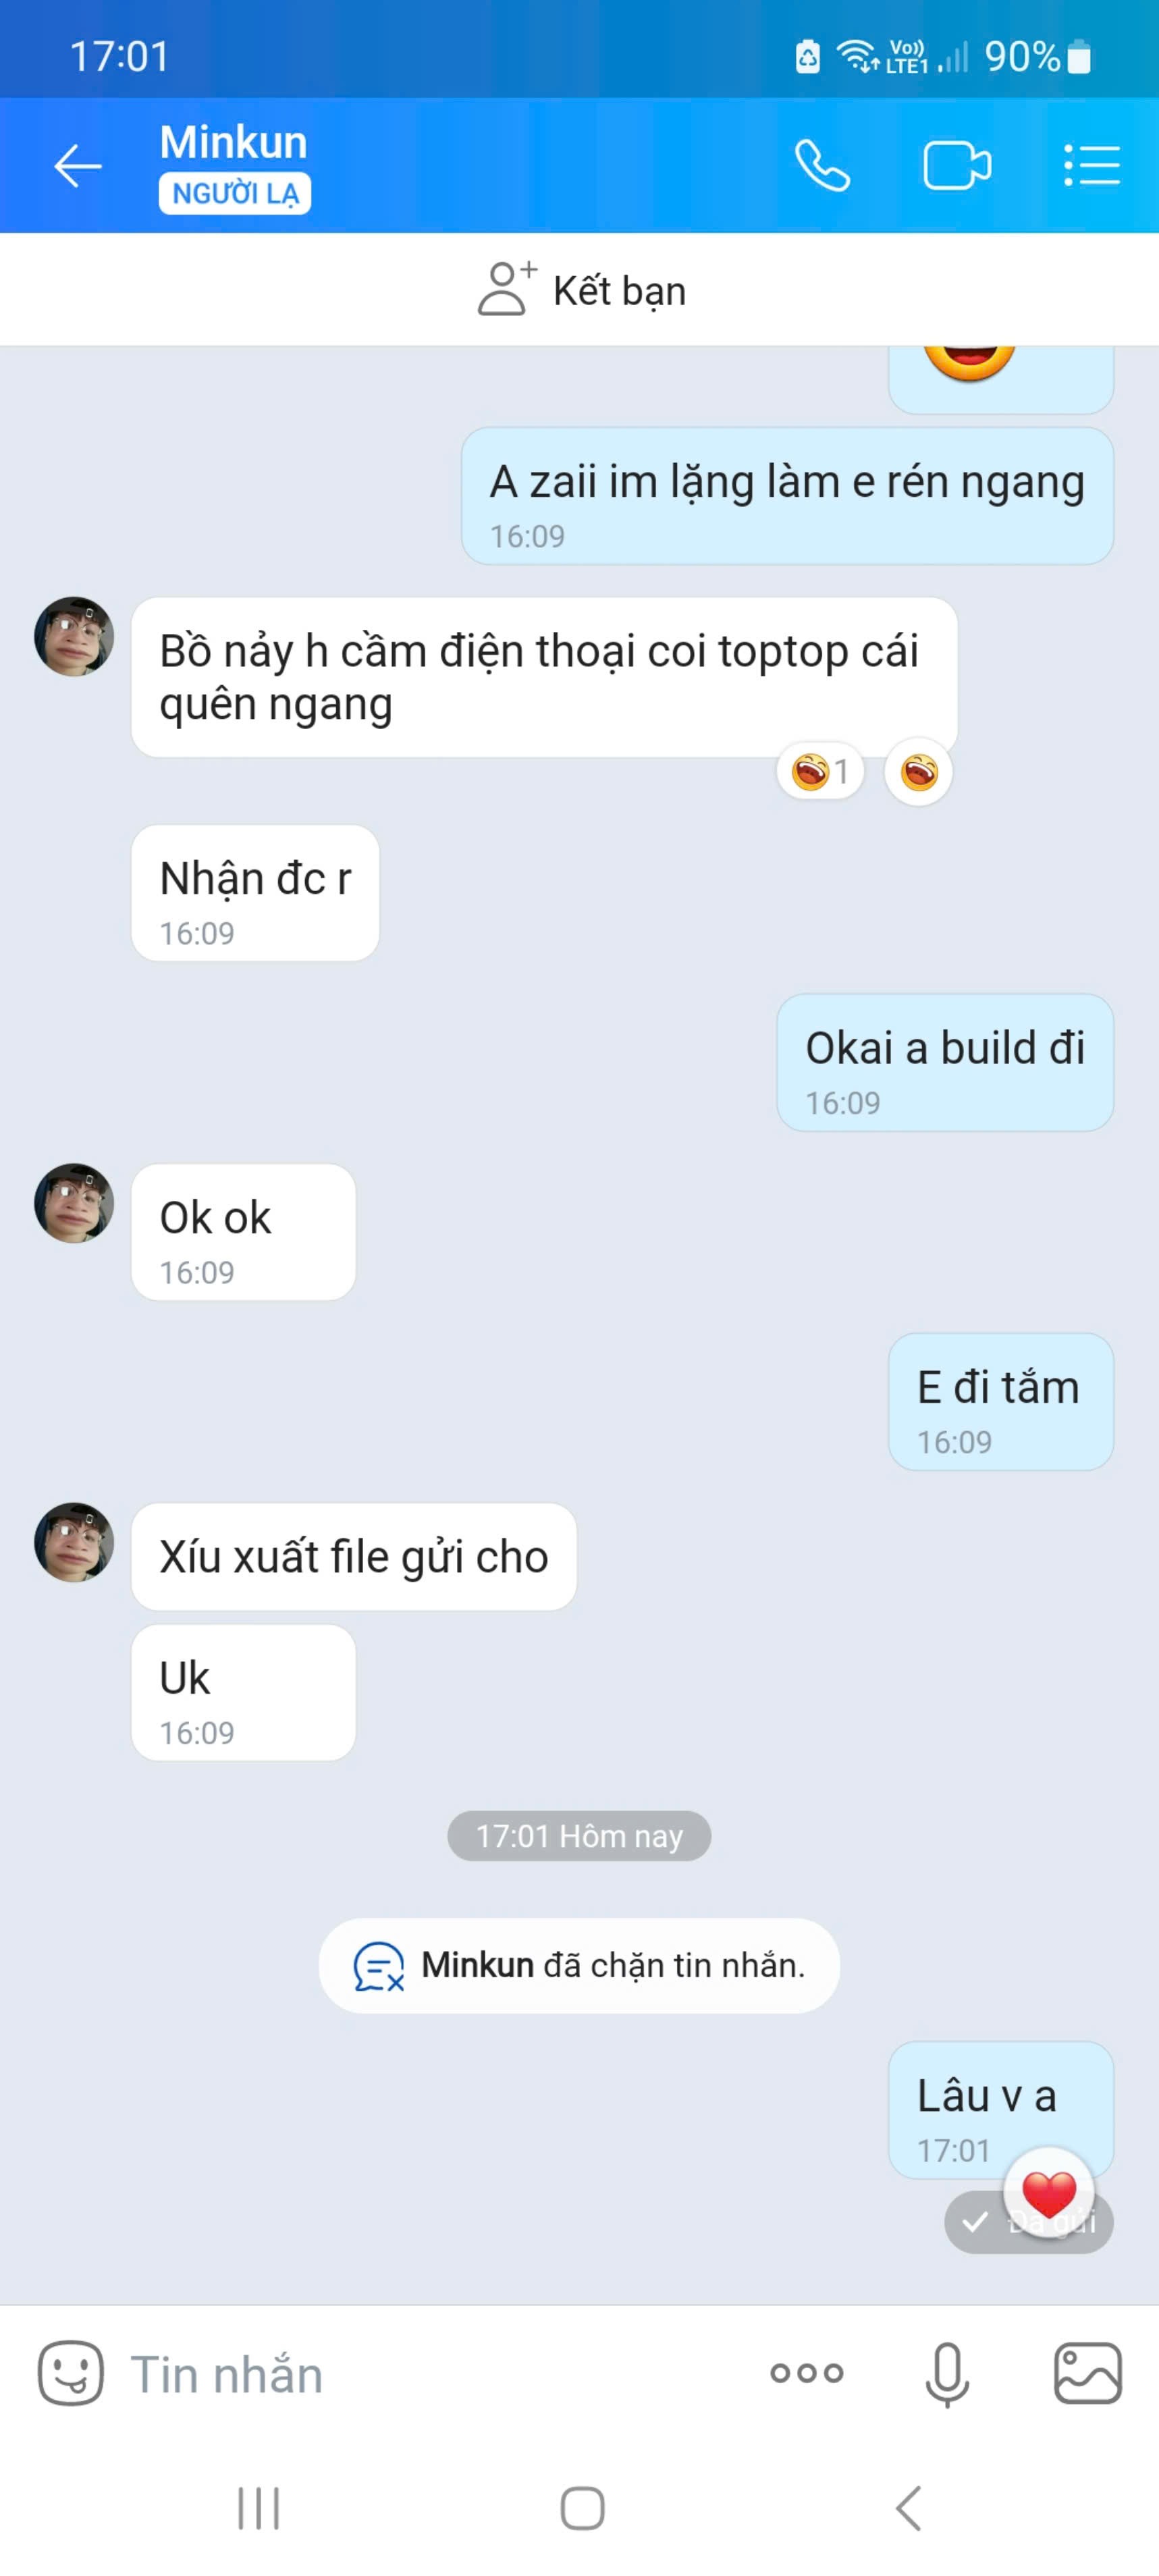 17:01
Vo))
LTE1
90%
Minkun
NGƯỜI LẠ
Kết bạn
A zaii im lặng làm e rén ngang
16:09
Bồ nảy h cầm điện thoại coi toptop cái
quên ngang
1
Nhận đc r
16:09
Okai a build đi
16:09
Ok ok
16:09
E đi tắm
16:09
Xíu xuất file gửi cho
Uk
16:09
17:01 Hôm nay
Minkun đã chặn tin nhắn.
Lâu v a
17:01
Đã gửi
Tin nhắn